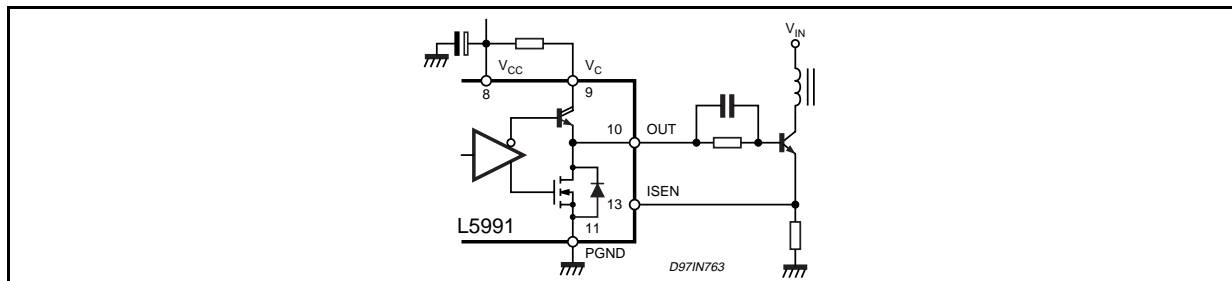 V_IN
V_CC
V_C
8
9
10
OUT
13
ISEN
L5991
11
PGND
D97IN763